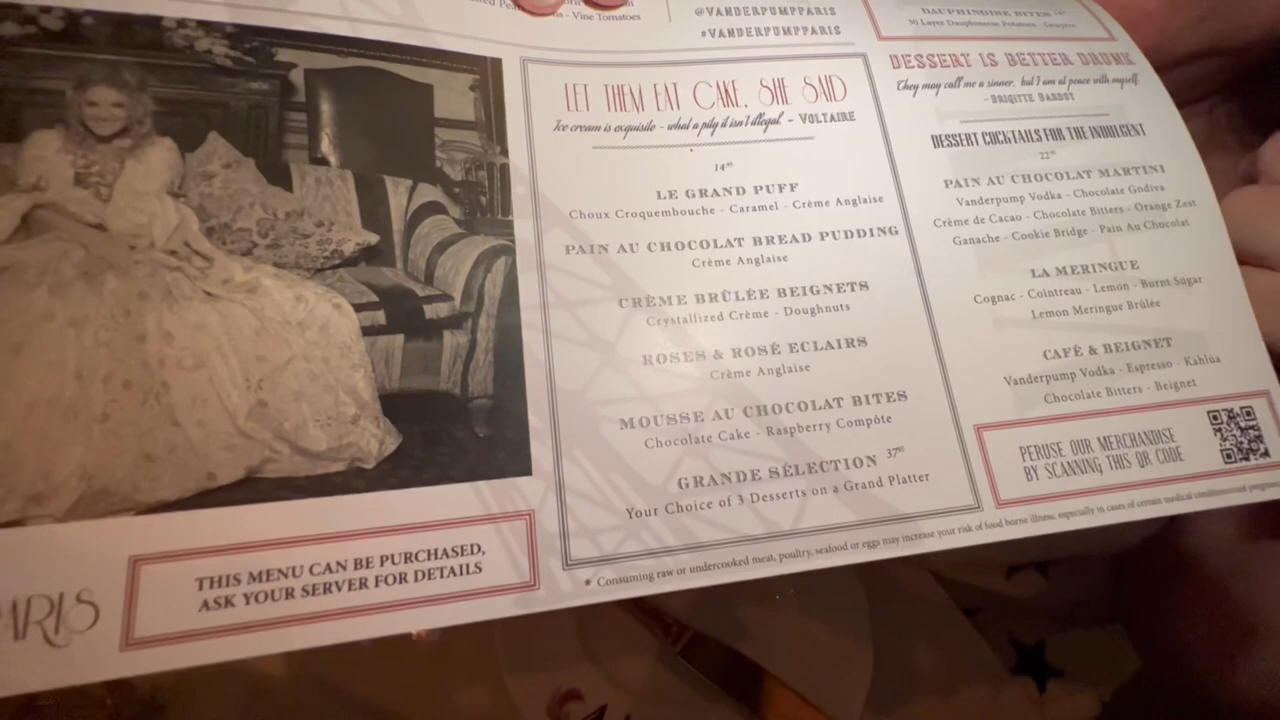 - Vine Tomatoes
@VANDERPUMPPARIS
#VANDERPUMPPARIS
DAUPHINOISE BITES
30 Layer Dauphinoise Potatoes - Gruyère
LET THEM EAT CAKE, SHE SAID
Ice cream is exquisite - what a pity it isn't illegal. - VOLTAIRE
14
LE GRAND PUFF
Choux Croquembouche - Caramel - Crème Anglaise
PAIN AU CHOCOLAT BREAD PUDDING
Crème Anglaise
CRÈME BRÛLÉE BEIGNETS
Crystallized Crème - Doughnuts
ROSES & ROSÉ ECLAIRS
Crème Anglaise
MOUSSE AU CHOCOLAT BITES
Chocolate Cake - Raspberry Compôte
GRANDE SÉLECTION 37
Your Choice of 3 Desserts on a Grand Platter
DESSERT IS BETTER DRUNK
They may call me a sinner, but I am at peace with myself.
- BRIGITTE BARDOT
DESSERT COCKTAILS FOR THE INDULGENT
22
PAIN AU CHOCOLAT MARTINI
Vanderpump Vodka - Chocolate Godiva
Crème de Cacao - Chocolate Bitters - Orange Zest
Ganache - Cookie Bridge - Pain Au Chocolat
LA MERINGUE
Cognac - Cointreau - Lemon - Burnt Sugar
Lemon Meringue Brûlée
CAFÉ & BEIGNET
Vanderpump Vodka - Espresso - Kahlua
Chocolate Bitters - Beignet
PERUSE OUR MERCHANDISE
BY SCANNING THIS QR CODE
* Consuming raw or undercooked meat, poultry, seafood or eggs may increase your risk of food borne illness, especially in cases of certain medical conditions
THIS MENU CAN BE PURCHASED,
ASK YOUR SERVER FOR DETAILS
ARIS